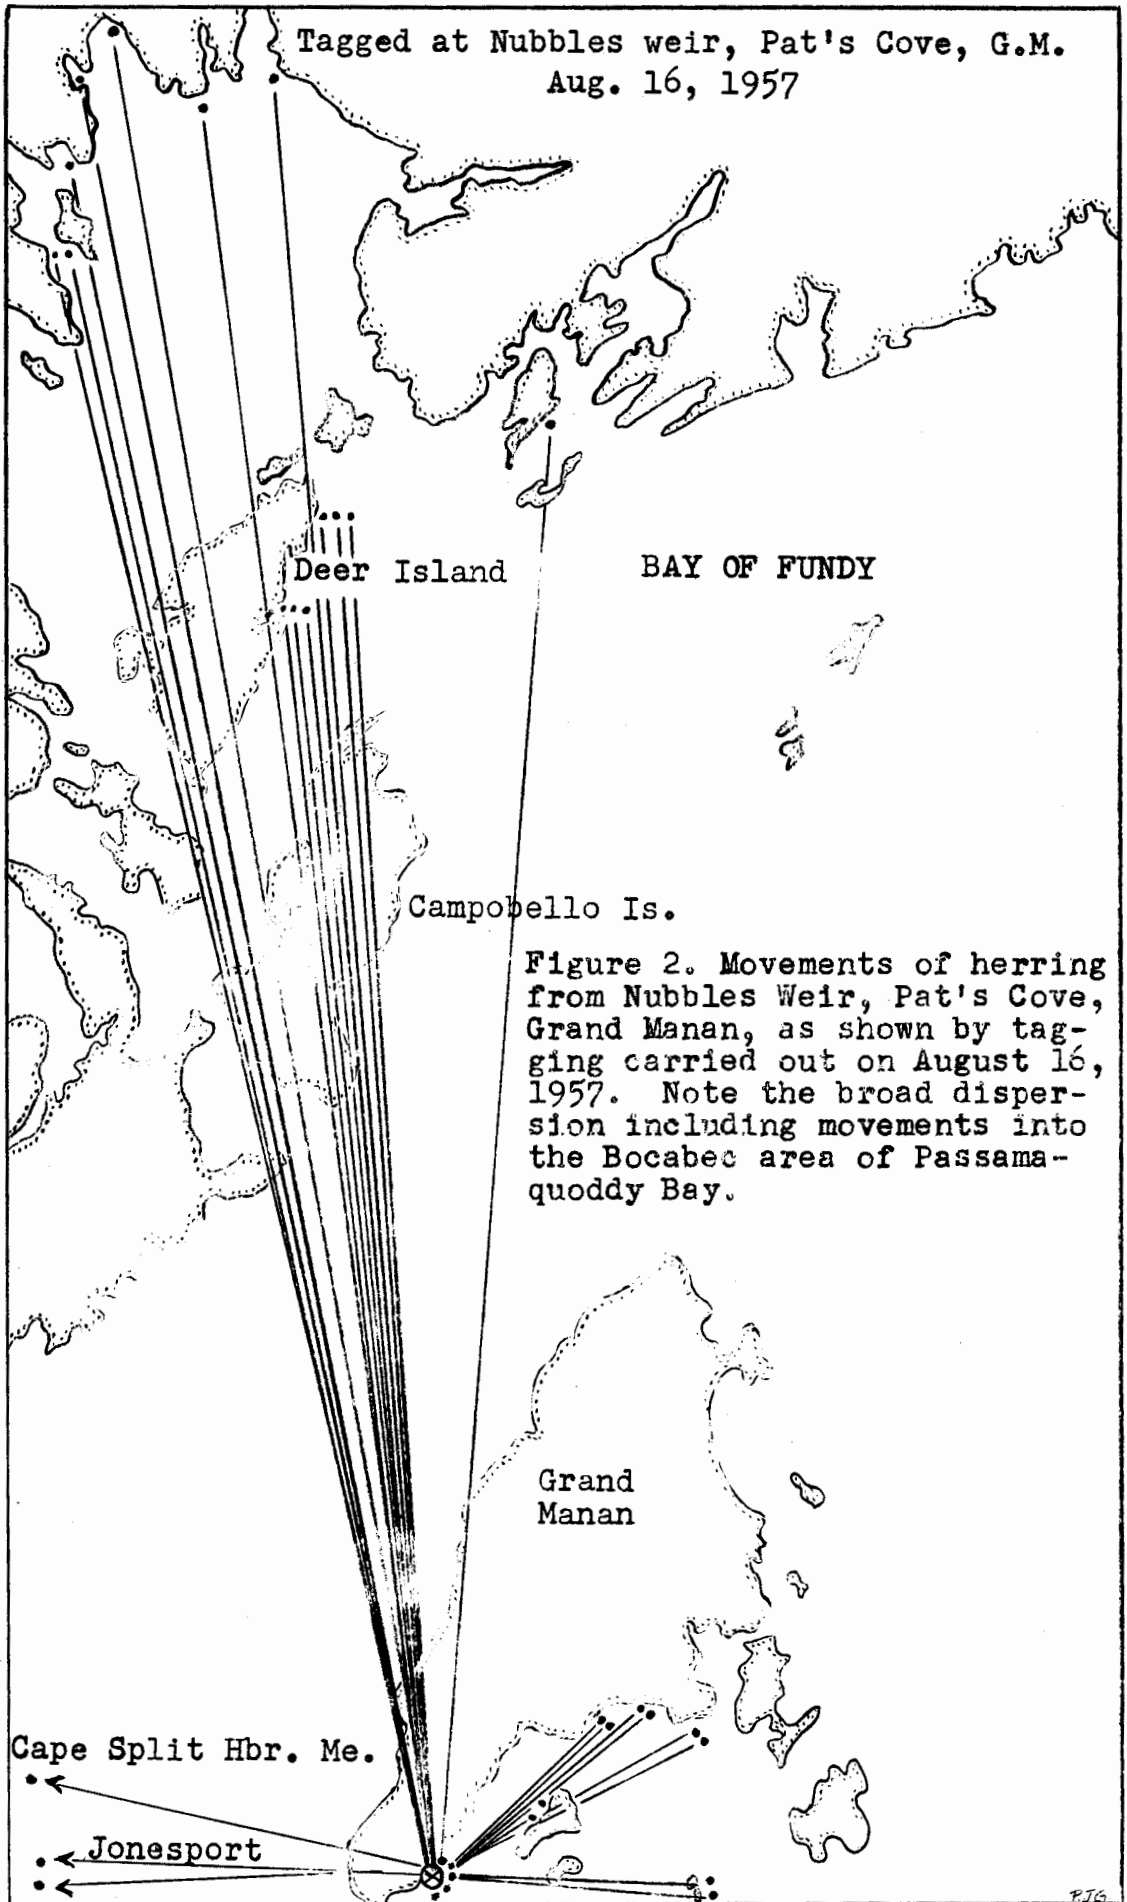 Tagged at Nubbles weir, Pat's Cove, G.M.
Aug. 16, 1957
Deer Island
BAY OF FUNDY
Campobello Is.
Figure 2. Movements of herring
from Nubbles Weir, Pat's Cove,
Grand Manan, as shown by tag-
ging carried out on August 16,
1957. Note the broad disper-
sion including movements into
the Bocabec area of Passama-
quoddy Bay.
Grand
Manan
Cape Split Hbr. Me.
Jonesport
P.J.G.